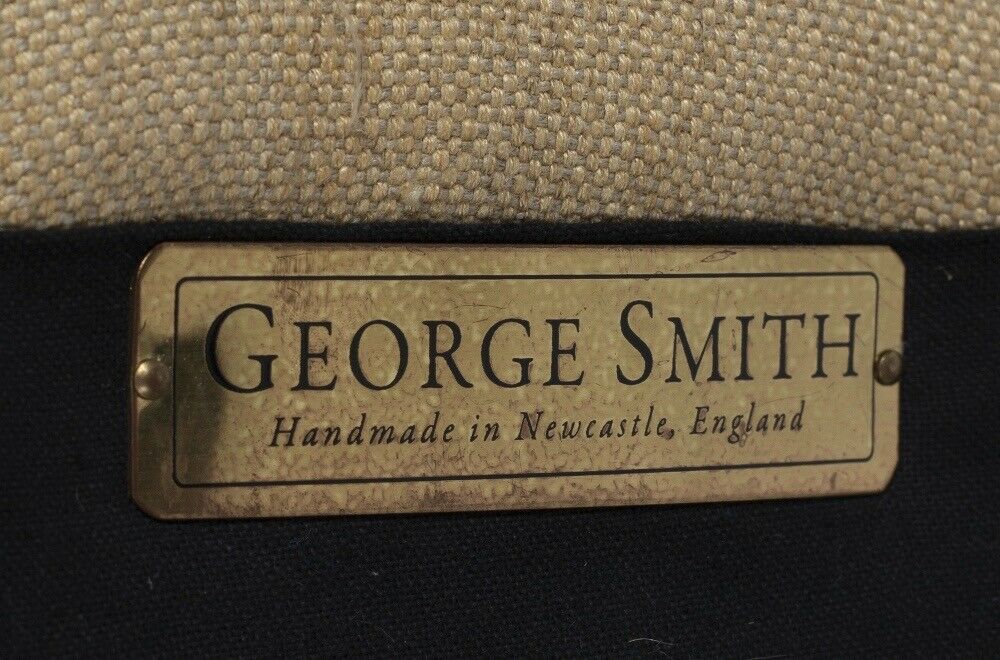 GEORGE SMITH
Handmade in Newcastle, England